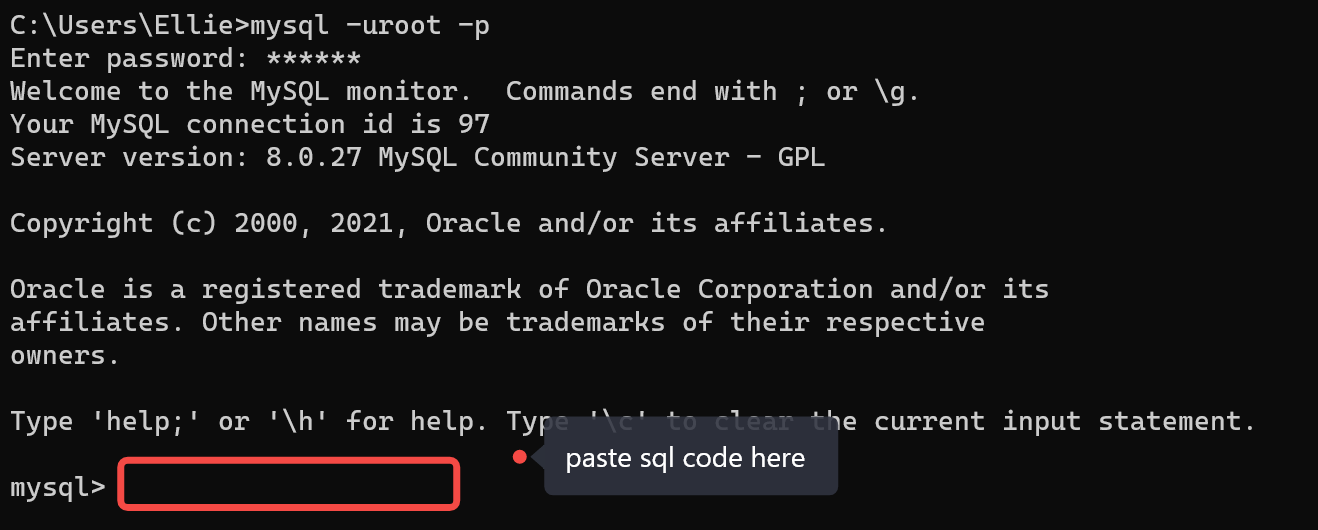 C:\Users\Ellie>mysql -uroot -p
Enter password: ******
Welcome to the MySQL monitor.  Commands end with ; or \g.
Your MySQL connection id is 97
Server version: 8.0.27 MySQL Community Server - GPL
Copyright (c) 2000, 2021, Oracle and/or its affiliates.
Oracle is a registered trademark of Oracle Corporation and/or its
affiliates. Other names may be trademarks of their respective
owners.
Type 'help;' or '\h' for help. Type '\c' to clear the current input statement.
paste sql code here
mysql>